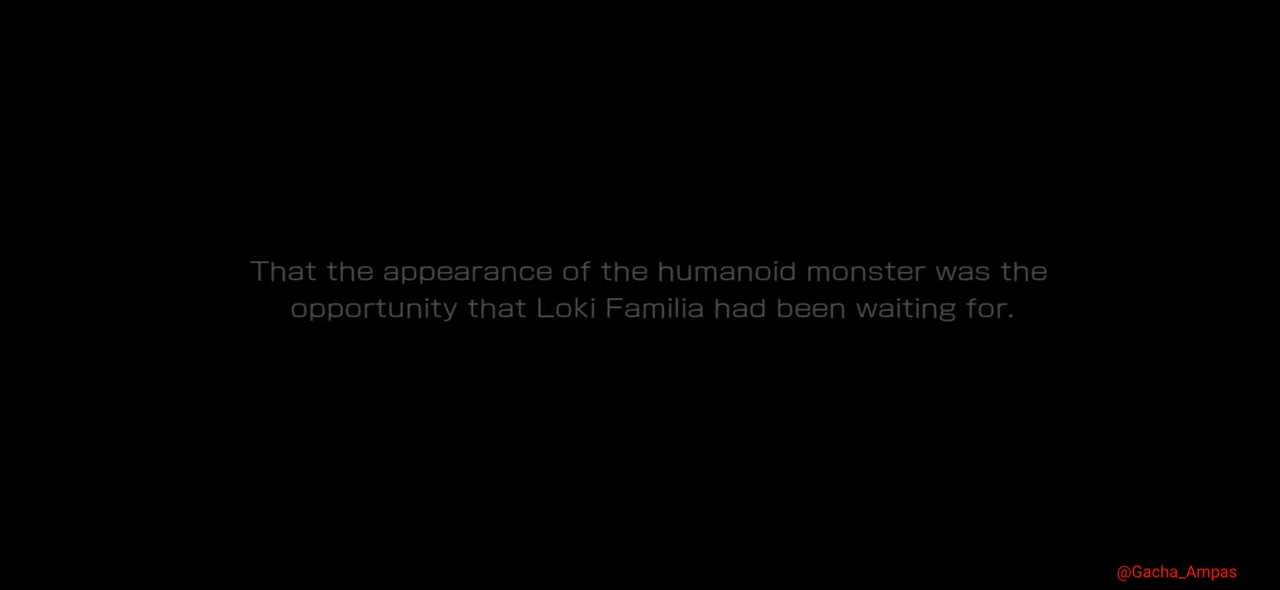 That the appearance of the humanoid monster was the
opportunity that Loki Familia had been waiting for.
@Gacha_Ampas